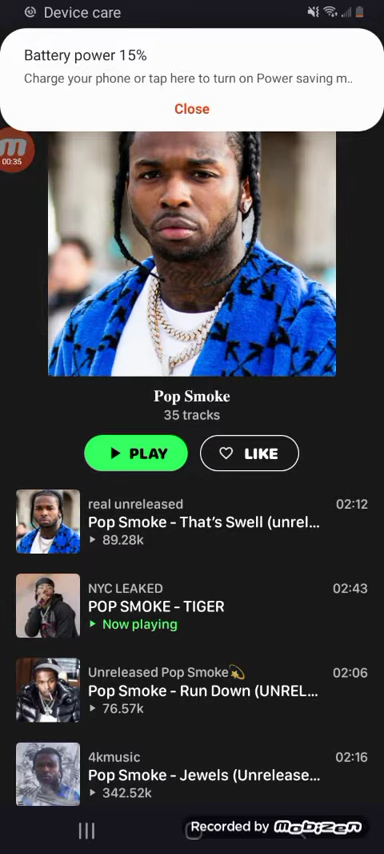 Device care
Battery power 15%
Charge your phone or tap here to turn on Power saving m..
Close
00:35
Pop Smoke
35 tracks
PLAY
LIKE
real unreleased
02:12
Pop Smoke - That's Swell (unrel...
89.28k
NYC LEAKED
02:43
POP SMOKE - TIGER
Now playing
Unreleased Pop Smoke💫
02:06
Pop Smoke - Run Down (UNREL...
76.57k
4kmusic
02:16
Pop Smoke - Jewels (Unrelease...
342.52k
Recorded by mobizen